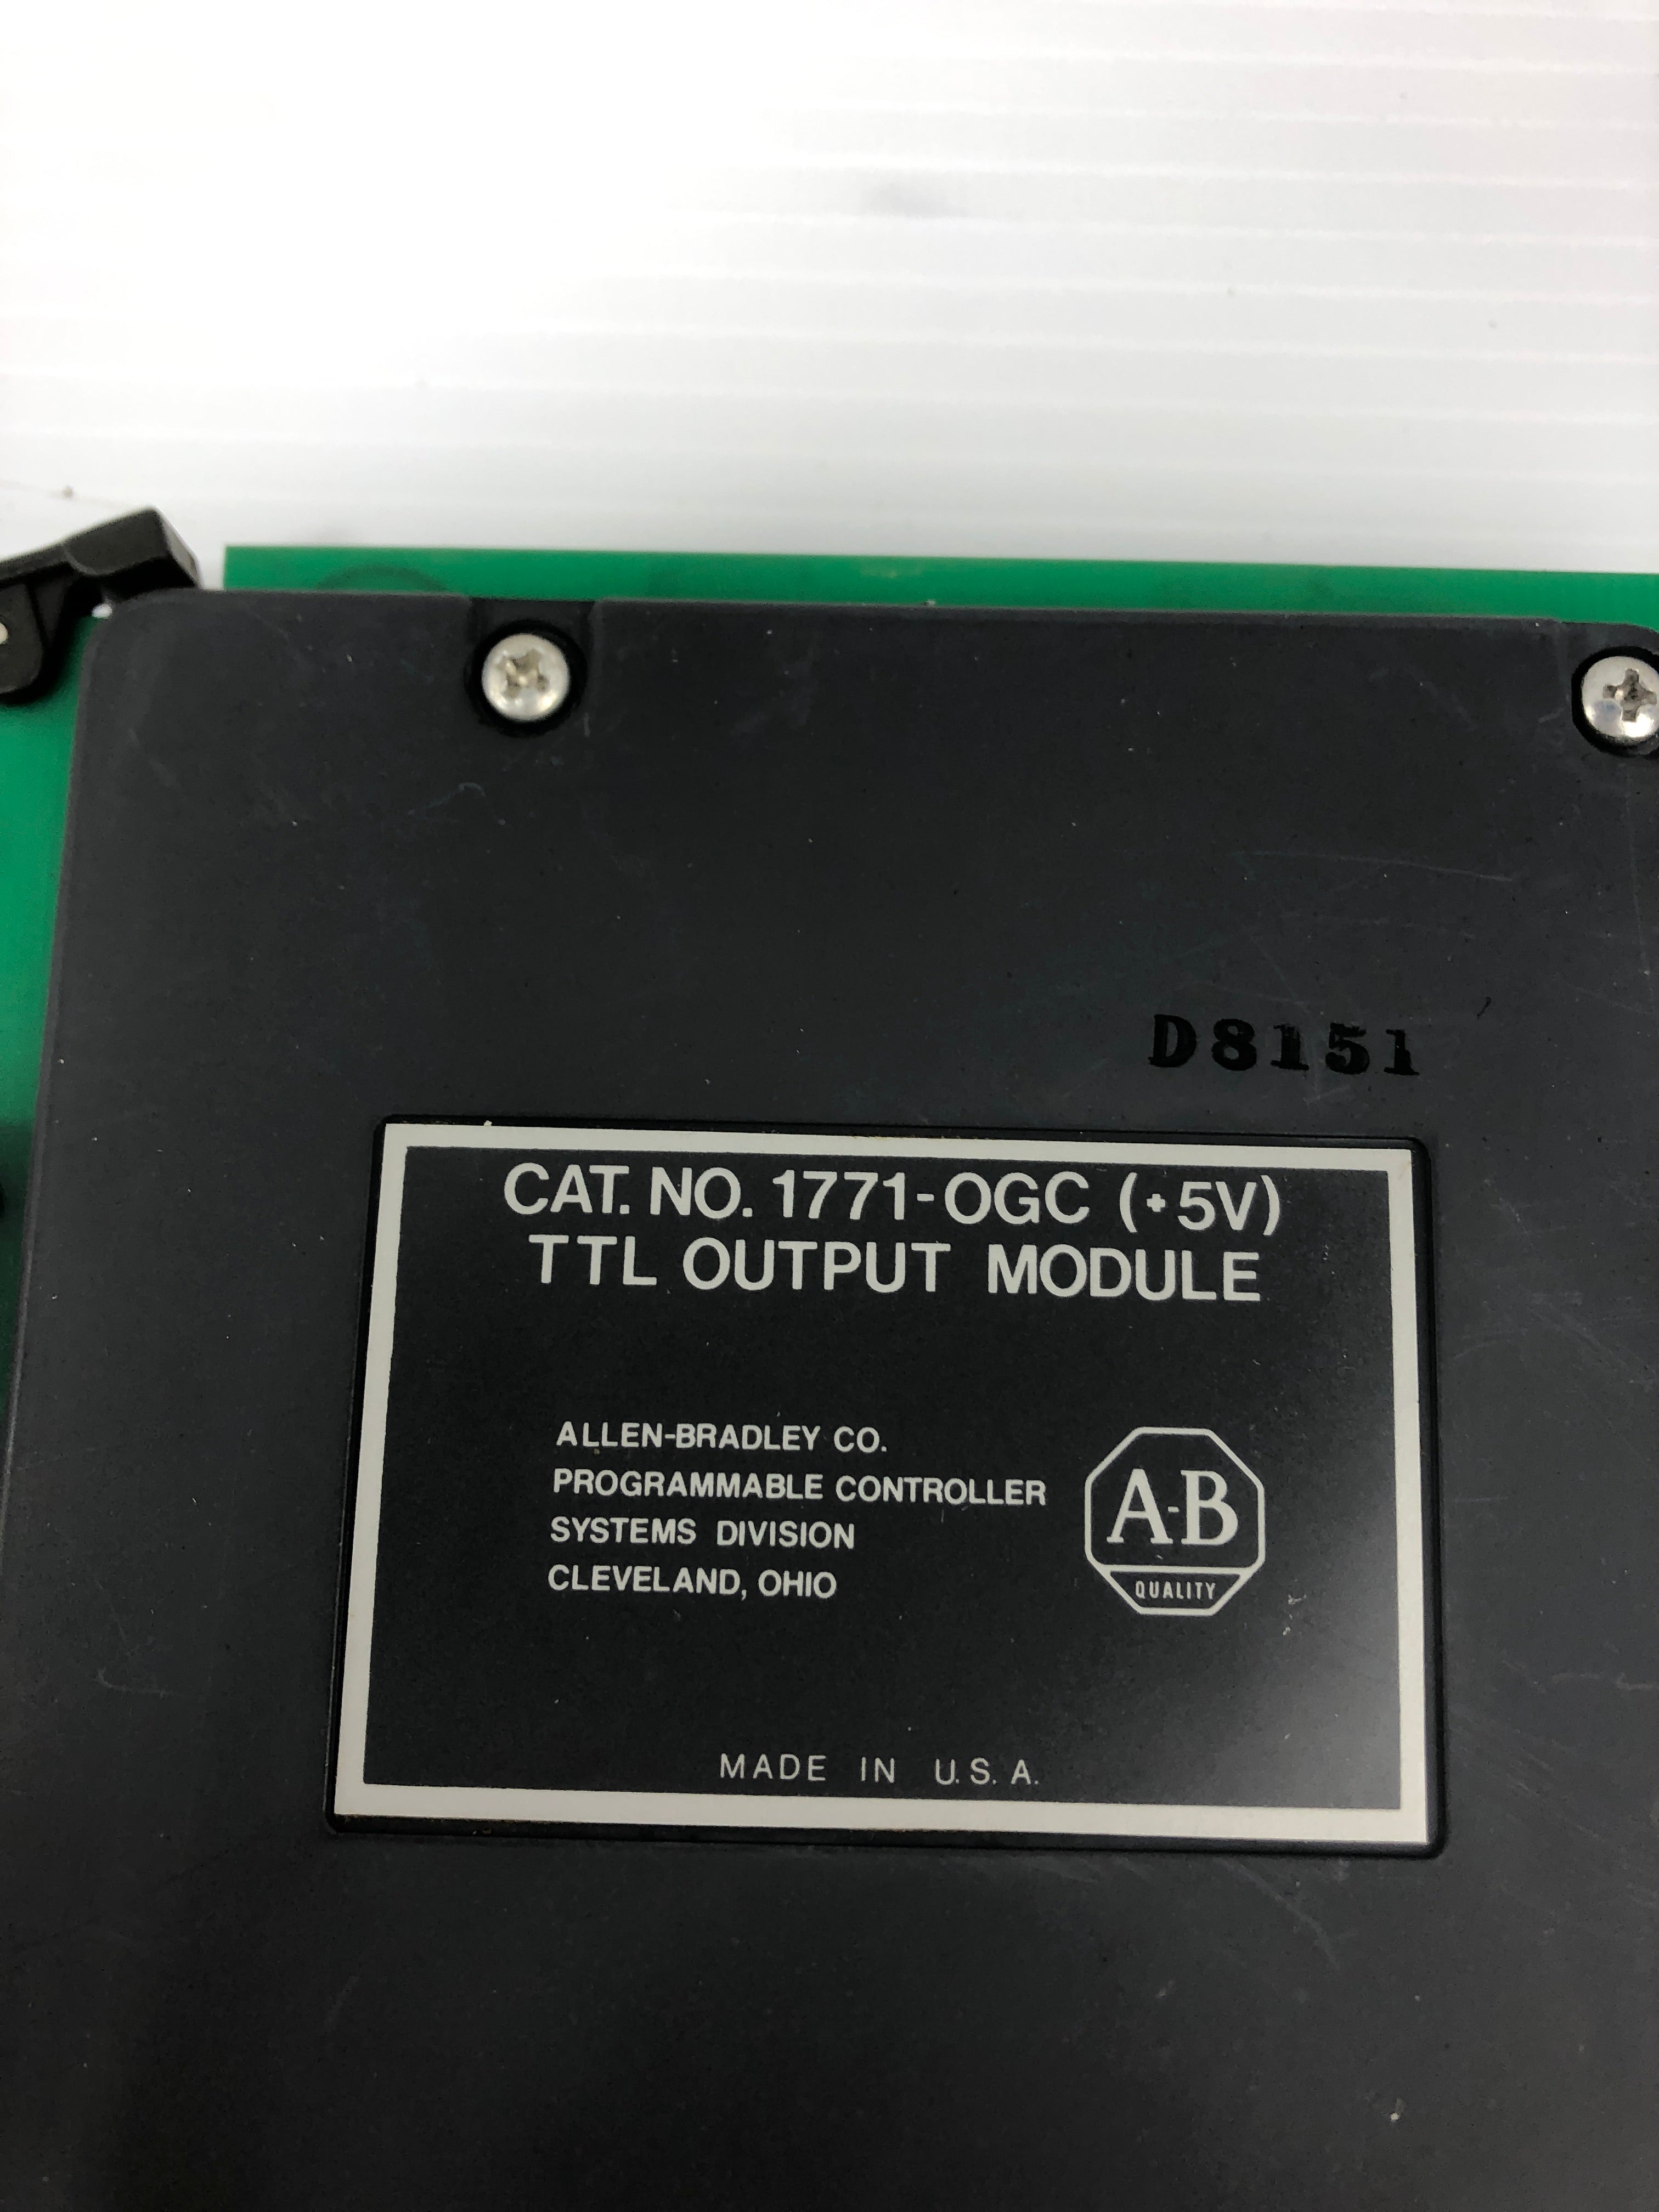 D8151
CAT. NO. 1771-OGC (+5V)
TTL OUTPUT MODULE
ALLEN-BRADLEY CO.
PROGRAMMABLE CONTROLLER
SYSTEMS DIVISION
CLEVELAND, OHIO
A-B
QUALITY
MADE IN U.S.A.